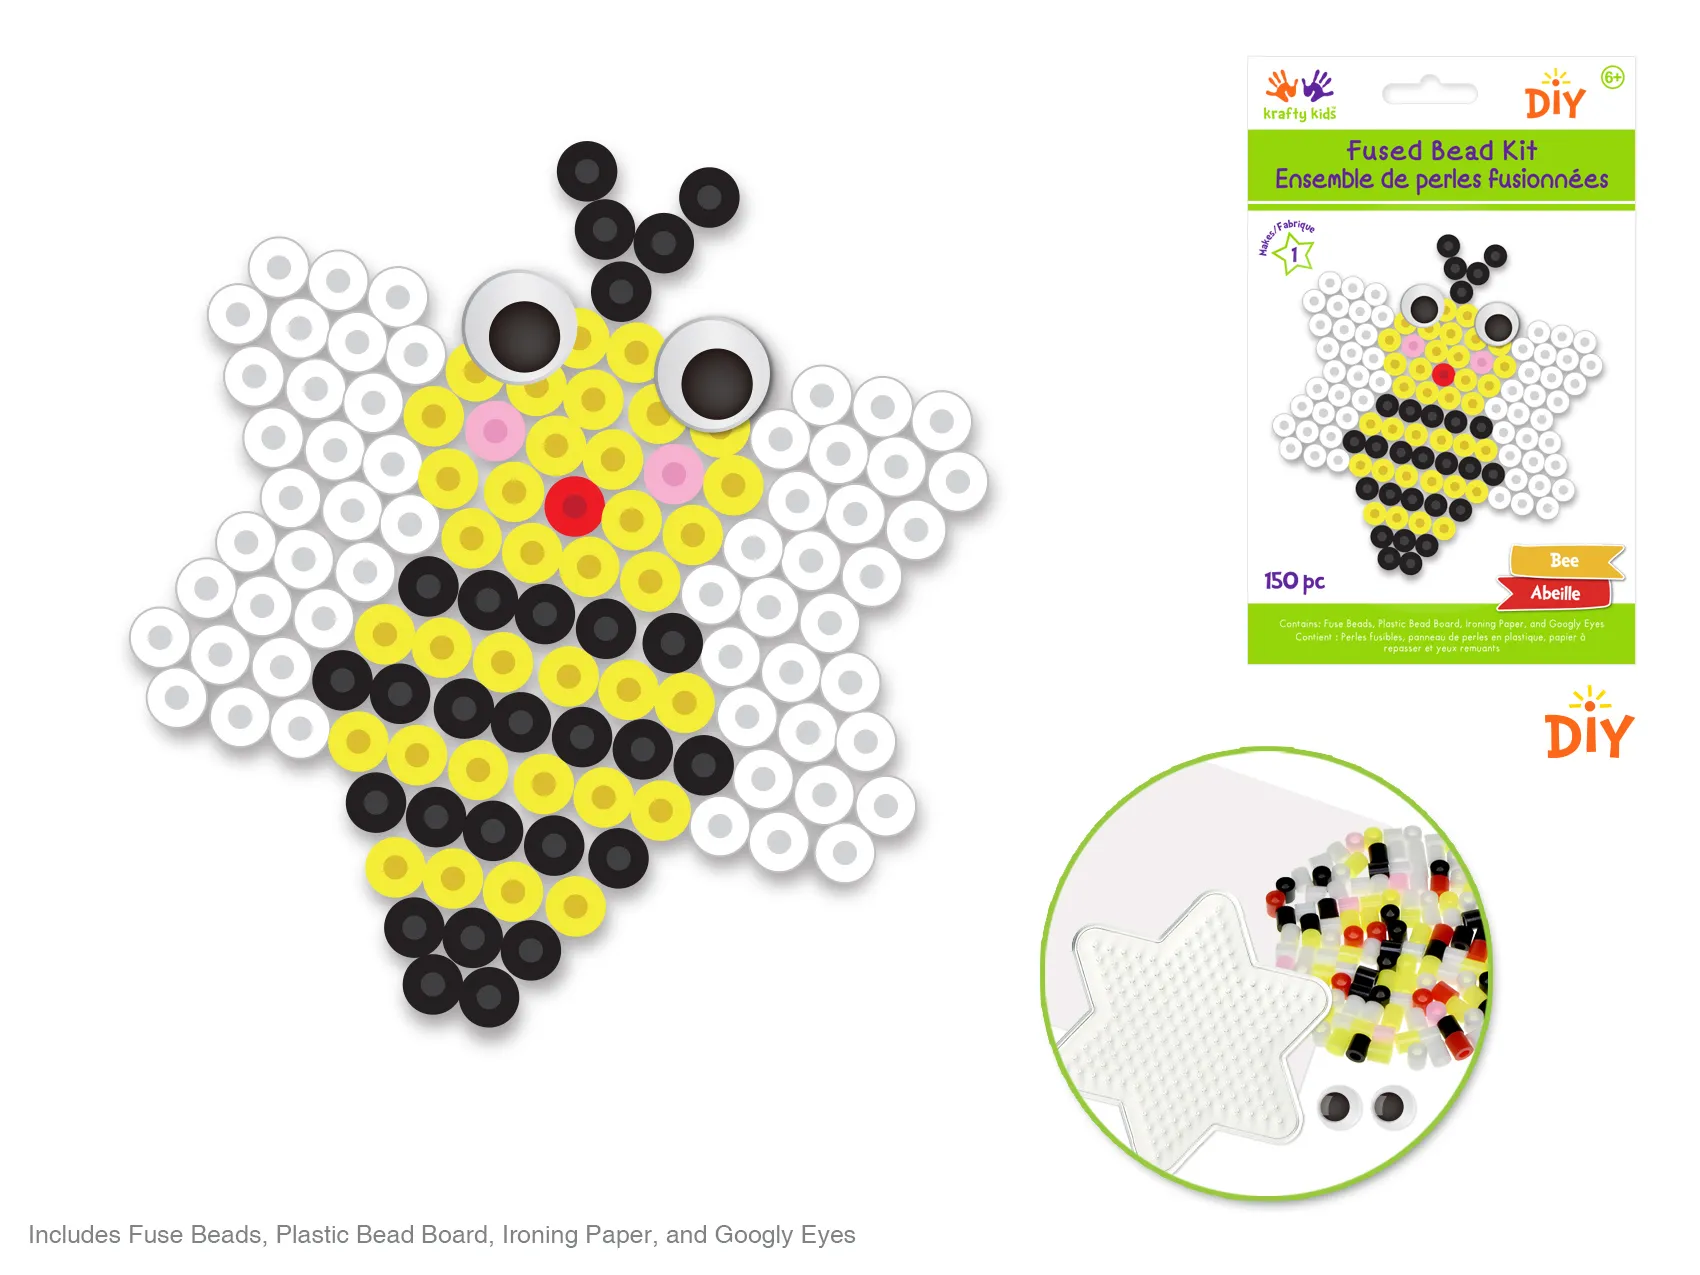 krafty kids™
DiY
6+
Fused Bead Kit
Ensemble de perles fusionnées
Makes/Fabrique
1
150 pc
Bee
Abeille
Contains: Fuse Beads, Plastic Bead Board, Ironing Paper, and Googly Eyes
Contient : Perles fusibles, panneau de perles en plastique, papier à
repasser et yeux remuants
DiY
Includes Fuse Beads, Plastic Bead Board, Ironing Paper, and Googly Eyes